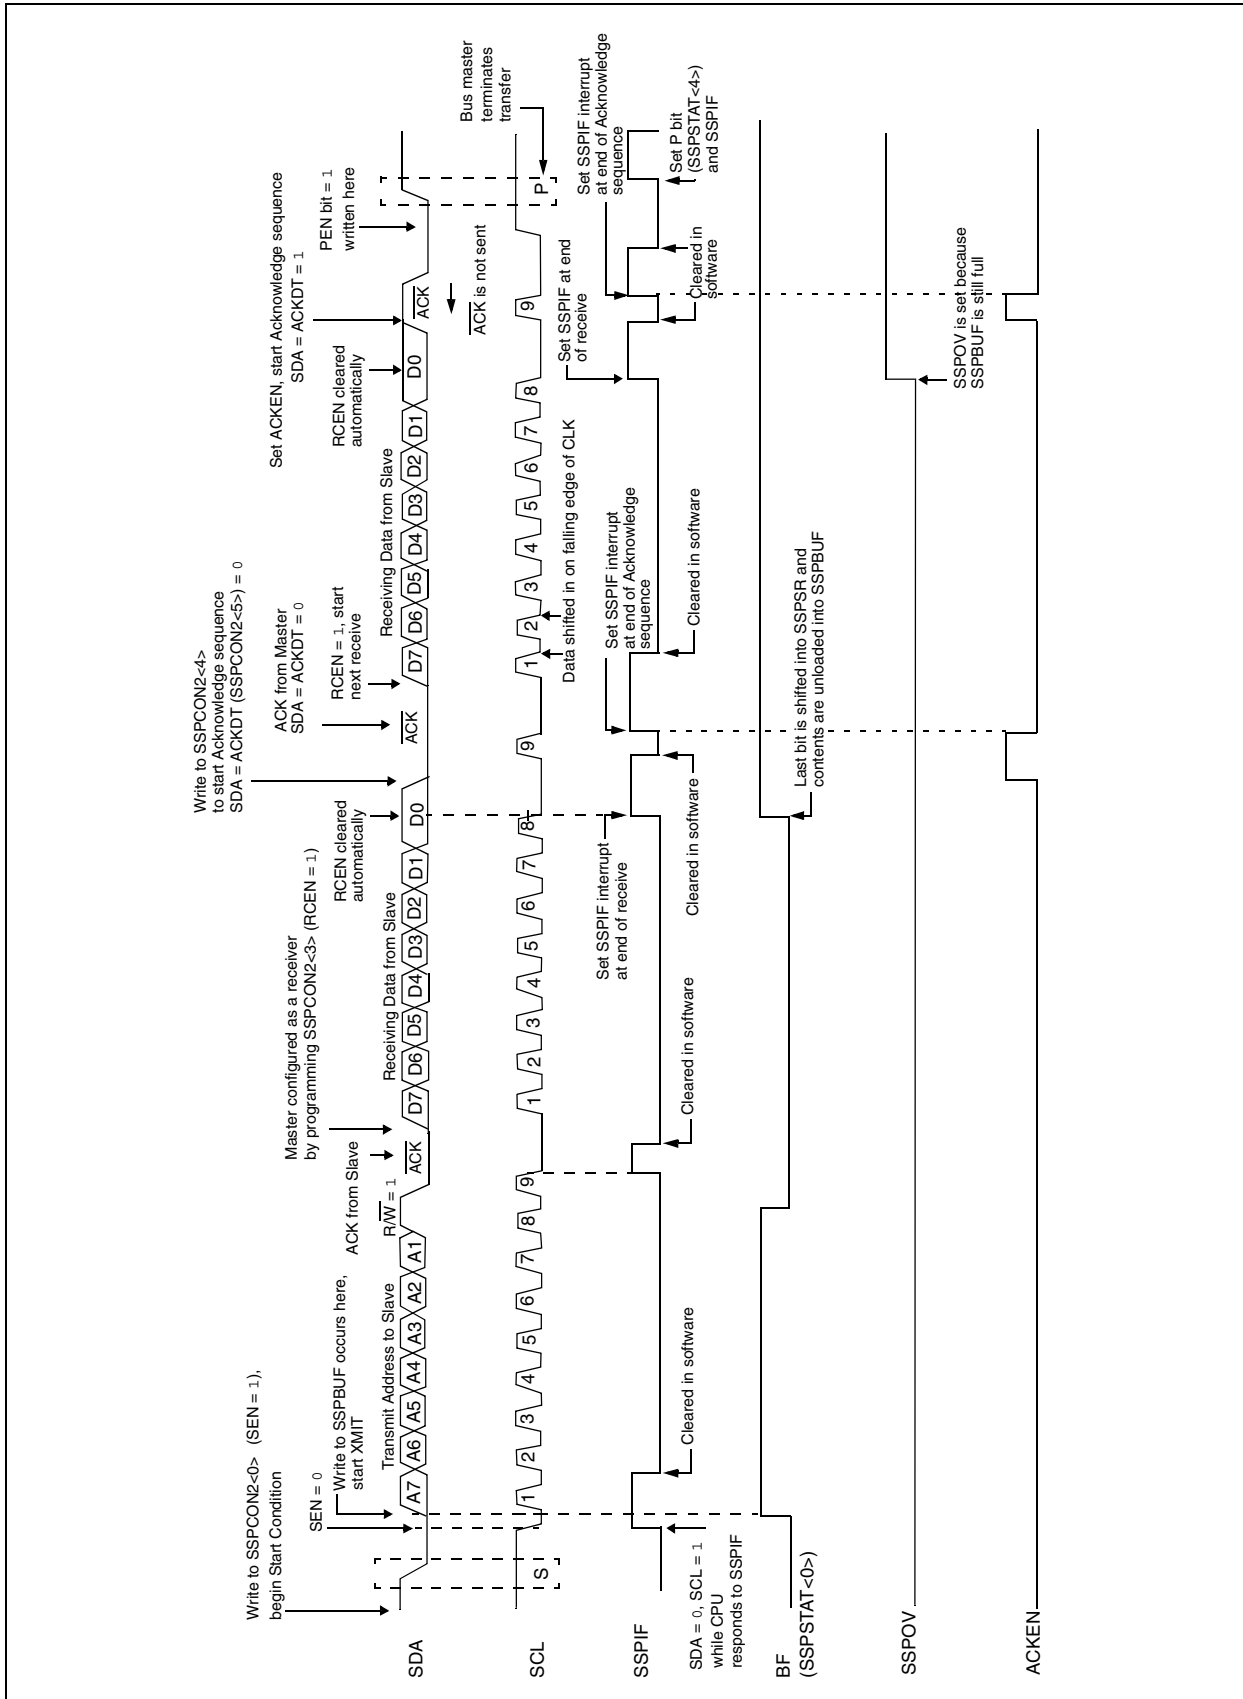 Write to SSPCON2<0> (SEN = 1),
begin Start Condition
SEN = 0
Write to SSPBUF occurs here,
start XMIT
Transmit Address to Slave
R/W = 1
ACK from Slave
Master configured as a receiver
by programming SSPCON2<3> (RCEN = 1)
Receiving Data from Slave
RCEN cleared
automatically
Write to SSPCON2<4>
to start Acknowledge sequence
SDA = ACKDT (SSPCON2<5>) = 0
ACK from Master
SDA = ACKDT = 0
RCEN = 1, start
next receive
Receiving Data from Slave
RCEN cleared
automatically
Set ACKEN, start Acknowledge sequence
SDA = ACKDT = 1
PEN bit = 1
written here
SDA
A7 A6 A5 A4 A3 A2 A1 ACK D7 D6 D5 D4 D3 D2 D1 D0 ACK D7 D6 D5 D4 D3 D2 D1 D0 ACK
ACK is not sent
Bus master
terminates
transfer
SCL
S 1 2 3 4 5 6 7 8 9 1 2 3 4 5 6 7 8 9 1 2 3 4 5 6 7 8 9 P
Data shifted in on falling edge of CLK
Set SSPIF interrupt
at end of receive
Set SSPIF interrupt
at end of Acknowledge
sequence
Set SSPIF at end
of receive
Set SSPIF interrupt
at end of Acknowledge
sequence
SSPIF
SDA = 0, SCL = 1
while CPU
responds to SSPIF
Cleared in software
Cleared in software
Cleared in software
Cleared in software
Cleared in software
Cleared in
software
Set P bit
(SSPSTAT<4>)
and SSPIF
BF
(SSPSTAT<0>)
Last bit is shifted into SSPSR and
contents are unloaded into SSPBUF
SSPOV
SSPOV is set because
SSPBUF is still full
ACKEN